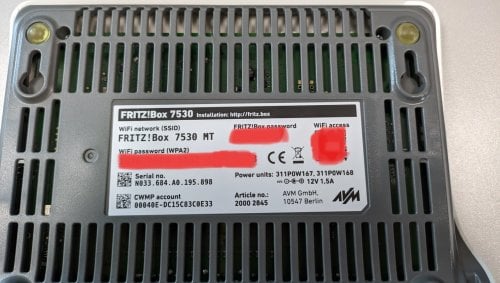 FRITZ!Box 7530 Installation: http://fritz.box
WiFi network (SSID)
FRITZ!Box 7530 MT
FRITZ!Box password
WiFi access
WiFi password (WPA2)
Serial no.
N033.684.A0.195.898
CE
Power units: 311P0W167, 311P0W168
12V 1.5A
CWMP account
00040E-DC15C83C0E33
Article no.:
2000 2845
AVM GmbH,
10547 Berlin
AVM